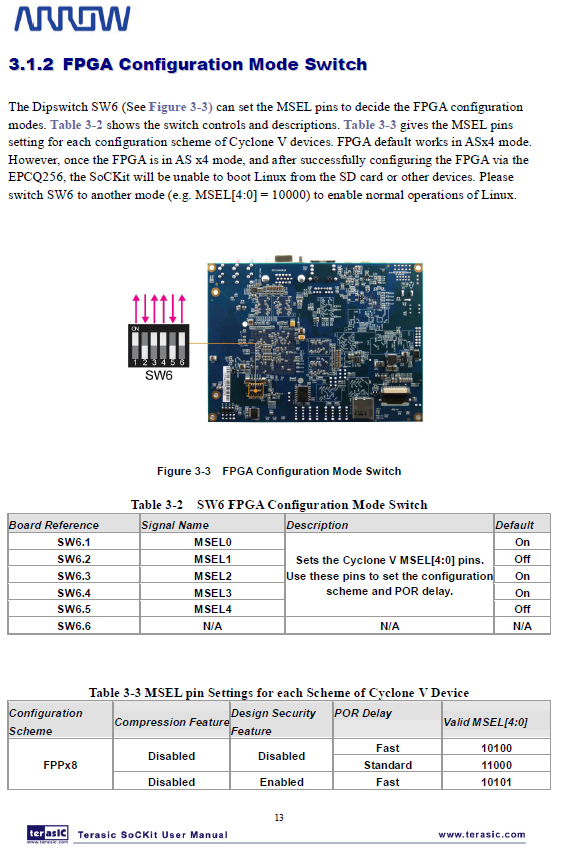 ARROW
3.1.2 FPGA Configuration Mode Switch
The Dipswitch SW6 (See Figure 3-3) can set the MSEL pins to decide the FPGA configuration
modes. Table 3-2 shows the switch controls and descriptions. Table 3-3 gives the MSEL pins
setting for each configuration scheme of Cyclone V devices. FPGA default works in ASx4 mode.
However, once the FPGA is in AS x4 mode, and after successfully configuring the FPGA via the
EPCQ256, the SoCKit will be unable to boot Linux from the SD card or other devices. Please
switch SW6 to another mode (e.g. MSEL[4:0] = 10000) to enable normal operations of Linux.
ON
1 2 3 4 5 6
SW6
Figure 3-3 FPGA Configuration Mode Switch
Table 3-2 SW6 FPGA Configuration Mode Switch
Board Reference Signal Name Description Default
SW6.1 MSEL0 On
SW6.2 MSEL1 Sets the Cyclone V MSEL[4:0] pins. Off
SW6.3 MSEL2 Use these pins to set the configuration On
SW6.4 MSEL3 scheme and POR delay. On
SW6.5 MSEL4 Off
SW6.6 N/A N/A N/A
Table 3-3 MSEL pin Settings for each Scheme of Cyclone V Device
Configuration Scheme Compression Feature Design Security Feature POR Delay Valid MSEL[4:0]
FPPx8 Disabled Disabled Fast 10100
Standard 11000
Disabled Enabled Fast 10101
13
terasic
www.terasic.com
Terasic SoCKit User Manual
www.terasic.com